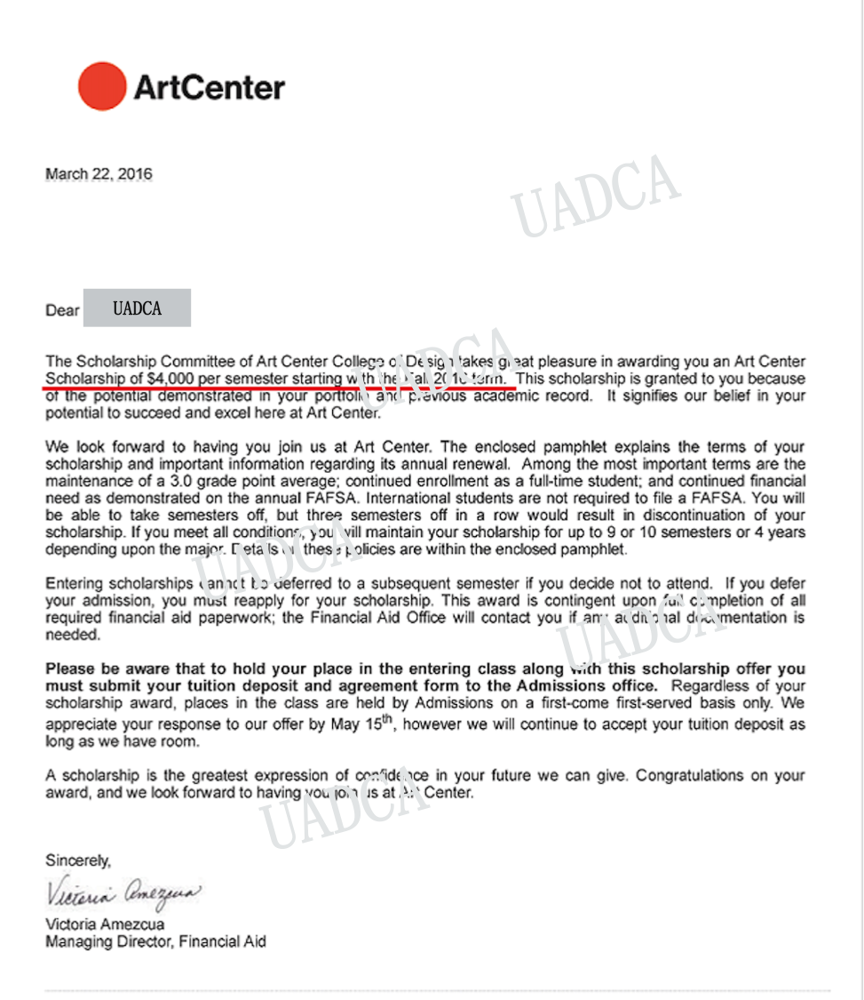 ArtCenter
March 22, 2016
UADCA
Dear UADCA
The Scholarship Committee of Art Center College of Design takes great pleasure in awarding you an Art Center
Scholarship of $4,000 per semester starting with the Fall 2016 term. This scholarship is granted to you because
of the potential demonstrated in your portfolio and previous academic record. It signifies our belief in your
potential to succeed and excel here at Art Center.
UADCA
We look forward to having you join us at Art Center. The enclosed pamphlet explains the terms of your
scholarship and important information regarding its annual renewal. Among the most important terms are the
maintenance of a 3.0 grade point average; continued enrollment as a full-time student; and continued financial
need as demonstrated on the annual FAFSA. International students are not required to file a FAFSA. You will
be able to take semesters off, but three semesters off in a row would result in discontinuation of your
scholarship. If you meet all conditions, you will maintain your scholarship for up to 9 or 10 semesters or 4 years
depending upon the major. Details of these policies are within the enclosed pamphlet.
UADCA
Entering scholarships cannot be deferred to a subsequent semester if you decide not to attend. If you defer
your admission, you must reapply for your scholarship. This award is contingent upon full completion of all
required financial aid paperwork; the Financial Aid Office will contact you if any additional documentation is
needed.
UADCA
Please be aware that to hold your place in the entering class along with this scholarship offer you
must submit your tuition deposit and agreement form to the Admissions office. Regardless of your
scholarship award, places in the class are held by Admissions on a first-come first-served basis only. We
appreciate your response to our offer by May 15th, however we will continue to accept your tuition deposit as
long as we have room.
A scholarship is the greatest expression of confidence in your future we can give. Congratulations on your
award, and we look forward to having you join us at Art Center.
UADCA
Sincerely,
Victoria Amezcua
Victoria Amezcua
Managing Director, Financial Aid